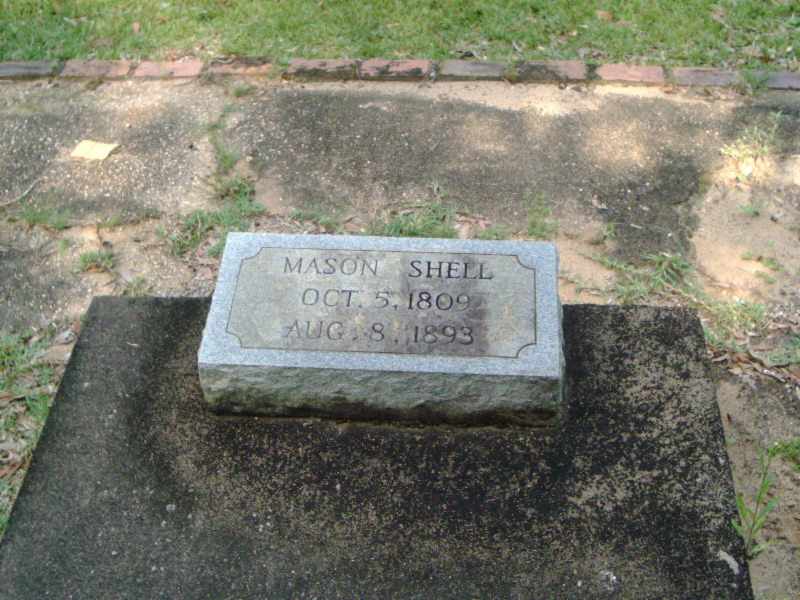 MASON SHELL
OCT. 5, 1809
AUG. 8, 1893